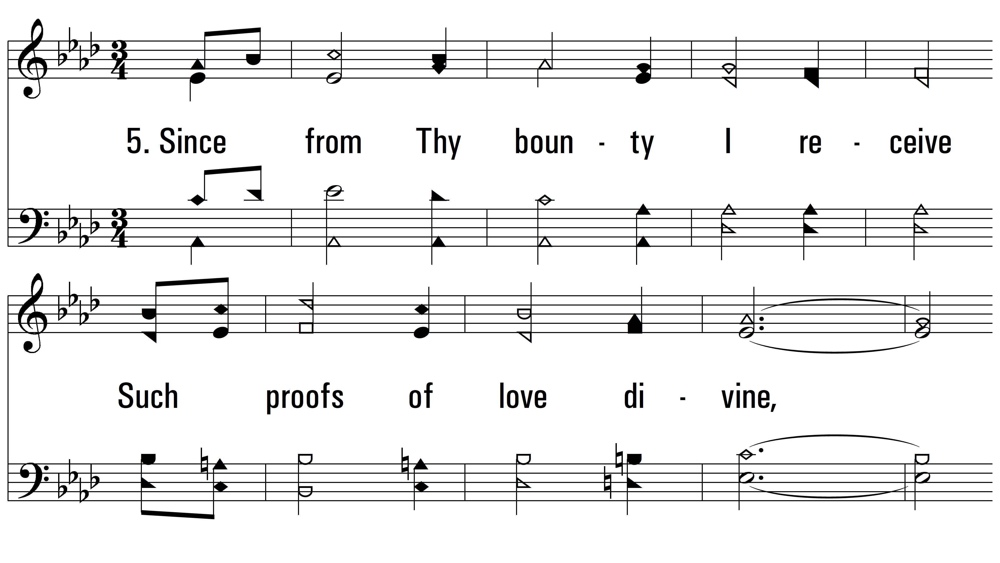 5. Since from Thy boun - ty I re - ceive
Such proofs of love di - vine,